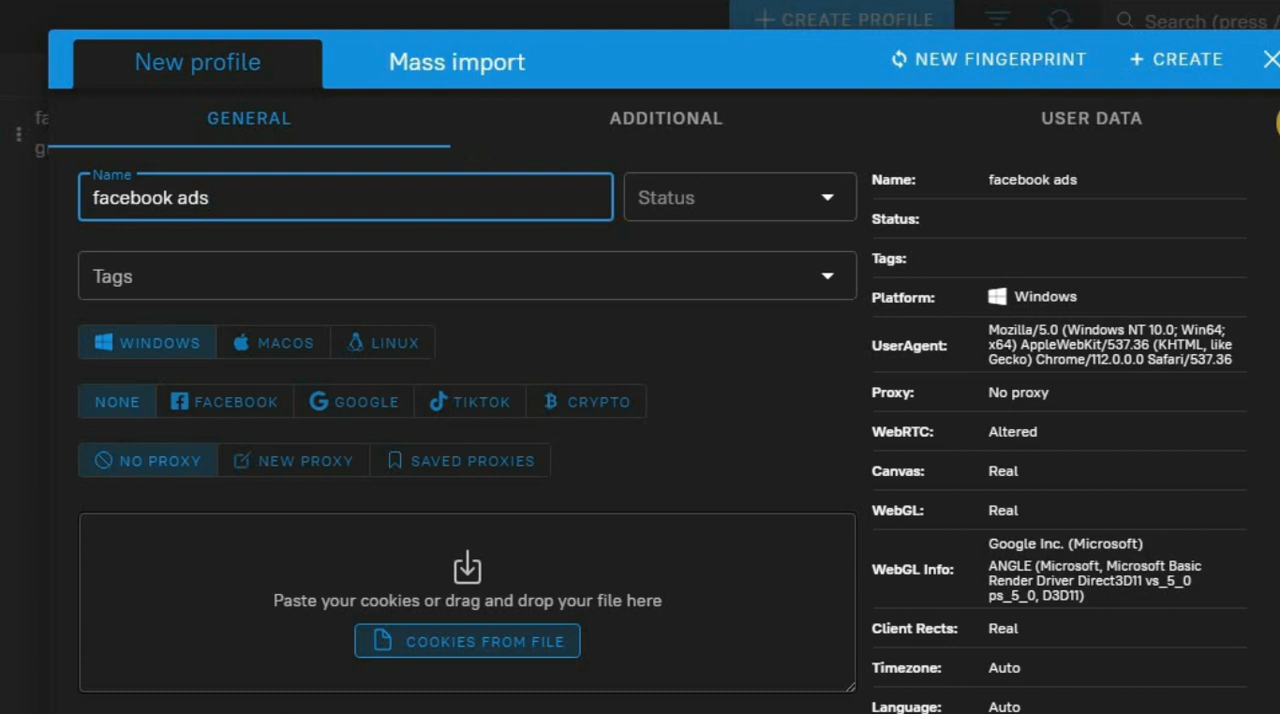 CREATE PROFILE
Search (press /
New profile
Mass import
NEW FINGERPRINT
+ CREATE
GENERAL
ADDITIONAL
USER DATA
Name
facebook ads
Status
Tags
WINDOWS
MACOS
LINUX
NONE
FACEBOOK
GOOGLE
TIKTOK
CRYPTO
NO PROXY
NEW PROXY
SAVED PROXIES
Paste your cookies or drag and drop your file here
COOKIES FROM FILE
Name: facebook ads
Status:
Tags:
Platform: Windows
UserAgent: Mozilla/5.0 (Windows NT 10.0; Win64;
x64) AppleWebKit/537.36 (KHTML, like
Gecko) Chrome/112.0.0.0 Safari/537.36
Proxy: No proxy
WebRTC: Altered
Canvas: Real
WebGL: Real
WebGL Info: Google Inc. (Microsoft)
ANGLE (Microsoft, Microsoft Basic
Render Driver Direct3D11 vs_5_0
ps_5_0, D3D11)
Client Rects: Real
Timezone: Auto
Language: Auto